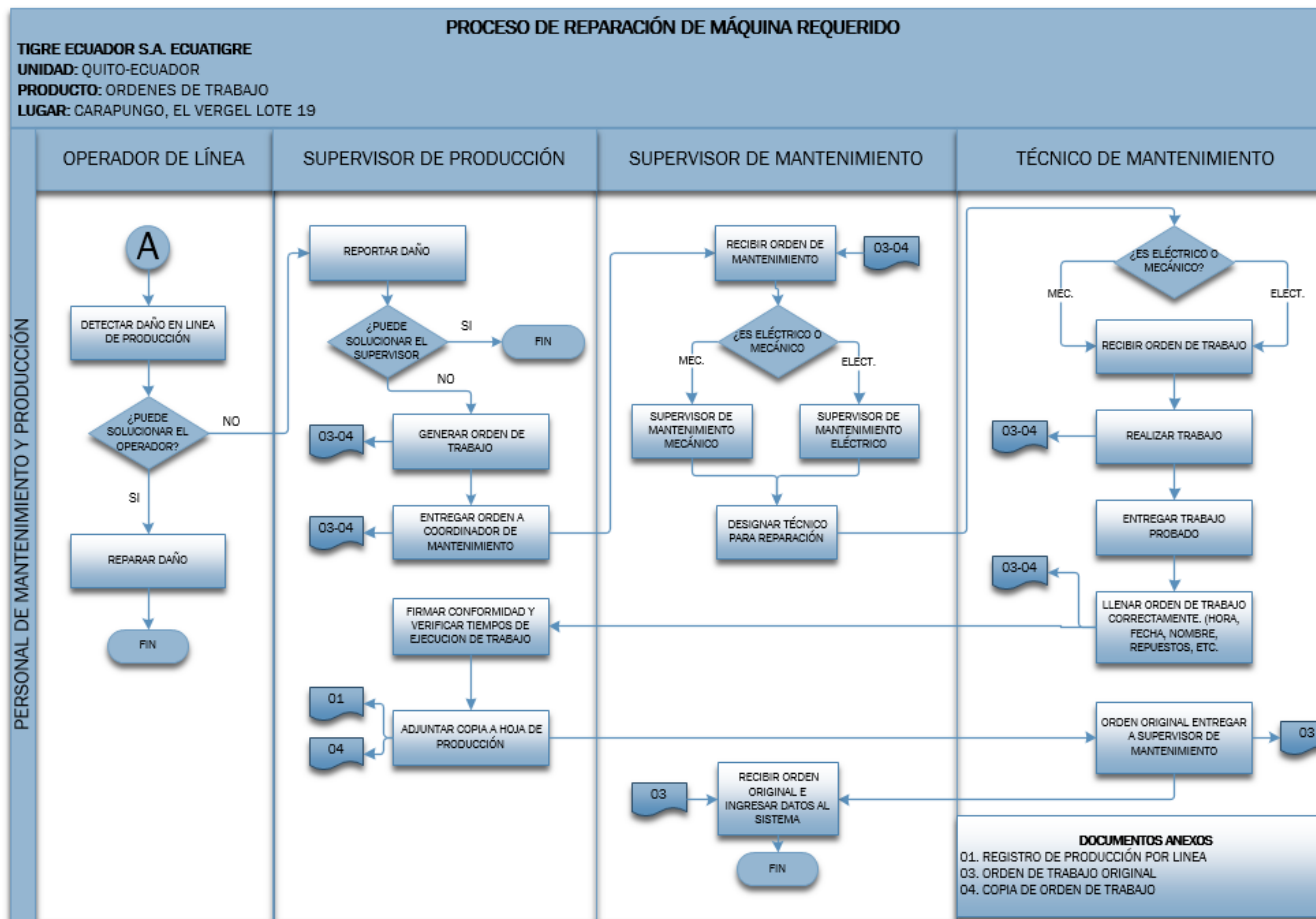 PROCESO DE REPARACIÓN DE MÁQUINA REQUERIDO
TIGRE ECUADOR S.A. ECUATIGRE
UNIDAD: QUITO-ECUADOR
PRODUCTO: ORDENES DE TRABAJO
LUGAR: CARAPUNGO, EL VERGEL LOTE 19
PERSONAL DE MANTENIMIENTO Y PRODUCCIÓN
OPERADOR DE LÍNEA
A
DETECTAR DAÑO EN LINEA
DE PRODUCCIÓN
¿PUEDE
SOLUCIONAR EL
OPERADOR?
NO
SI
REPARAR DAÑO
FIN
SUPERVISOR DE PRODUCCIÓN
REPORTAR DAÑO
¿PUEDE
SOLUCIONAR EL
SUPERVISOR
SI
FIN
NO
03-04
GENERAR ORDEN DE
TRABAJO
03-04
ENTREGAR ORDEN A
COORDINADOR DE
MANTENIMIENTO
FIRMAR CONFORMIDAD Y
VERIFICAR TIEMPOS DE
EJECUCION DE TRABAJO
01
04
ADJUNTAR COPIA A HOJA DE
PRODUCCIÓN
SUPERVISOR DE MANTENIMIENTO
RECIBIR ORDEN DE
MANTENIMIENTO
03-04
¿ES ELÉCTRICO O
MECÁNICO
MEC.
ELECT.
SUPERVISOR DE
MANTENIMIENTO
MECÁNICO
SUPERVISOR DE
MANTENIMIENTO
ELÉCTRICO
DESIGNAR TÉCNICO
PARA REPARACIÓN
03
RECIBIR ORDEN
ORIGINAL E
INGRESAR DATOS AL
SISTEMA
FIN
TÉCNICO DE MANTENIMIENTO
¿ES ELÉCTRICO O
MECÁNICO?
MEC.
ELECT.
RECIBIR ORDEN DE TRABAJO
03-04
REALIZAR TRABAJO
ENTREGAR TRABAJO
PROBADO
03-04
LLENAR ORDEN DE TRABAJO
CORRECTAMENTE. (HORA,
FECHA, NOMBRE,
REPUESTOS, ETC.
ORDEN ORIGINAL ENTREGAR
A SUPERVISOR DE
MANTENIMIENTO
03
DOCUMENTOS ANEXOS
01. REGISTRO DE PRODUCCIÓN POR LINEA
03. ORDEN DE TRABAJO ORIGINAL
04. COPIA DE ORDEN DE TRABAJO